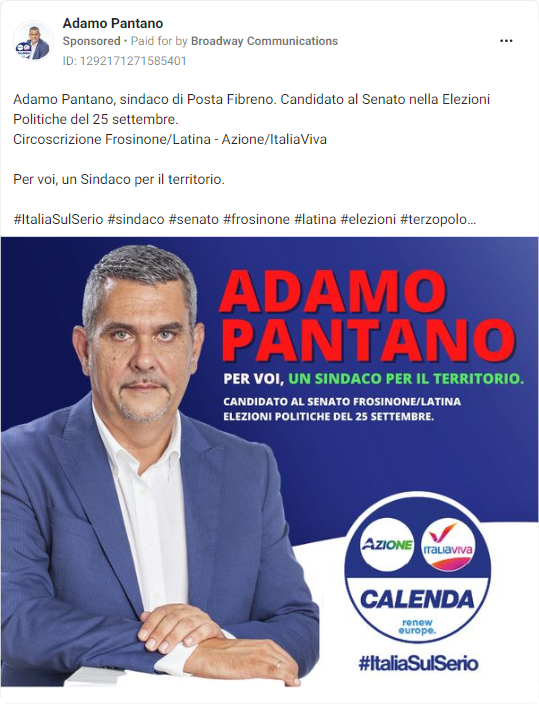 Adamo Pantano
Sponsored • Paid for by Broadway Communications
ID: 1292171271585401
Adamo Pantano, sindaco di Posta Fibreno. Candidato al Senato nella Elezioni
Politiche del 25 settembre.
Circoscrizione Frosinone/Latina - Azione/ItaliaViva
Per voi, un Sindaco per il territorio.
#ItaliaSulSerio #sindaco #senato #frosinone #latina #elezioni #terzopolo...
ADAMO
PANTANO
PER VOI, UN SINDACO PER IL TERRITORIO.
CANDIDATO AL SENATO FROSINONE/LATINA
ELEZIONI POLITICHE DEL 25 SETTEMBRE.
AZIONE ITALIAVIVA
CALENDA
renew
europe.
#ItaliaSulSerio